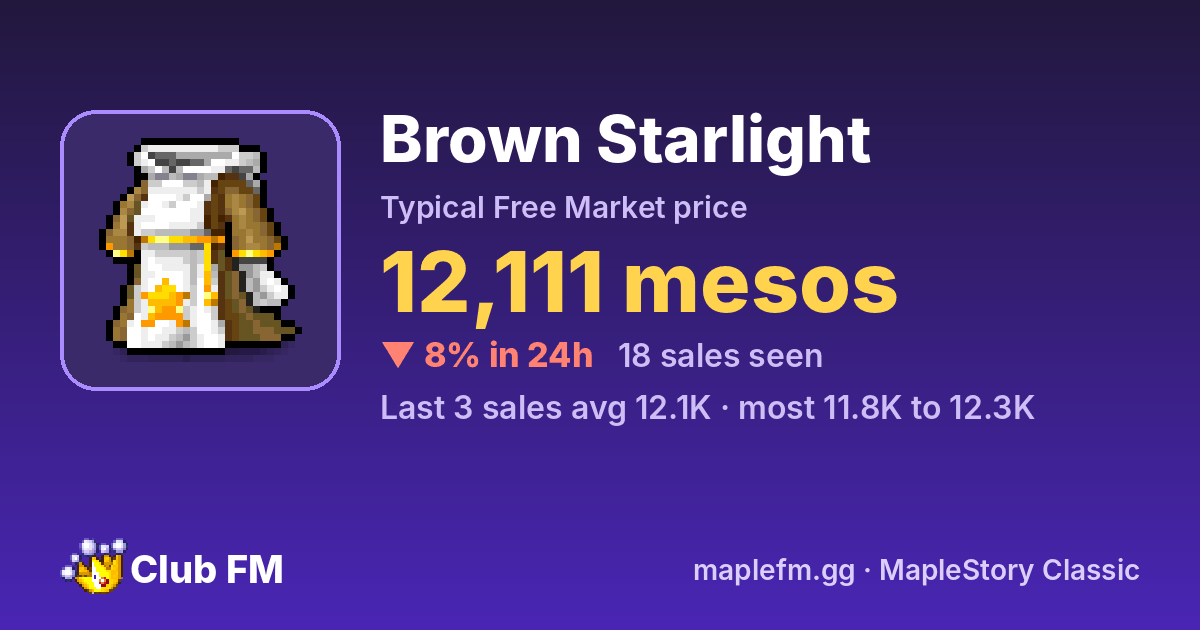 Brown Starlight
Typical Free Market price
12,111 mesos
▼ 8% in 24h 18 sales seen
Last 3 sales avg 12.1K · most 11.8K to 12.3K
Club FM
maplefm.gg · MapleStory Classic